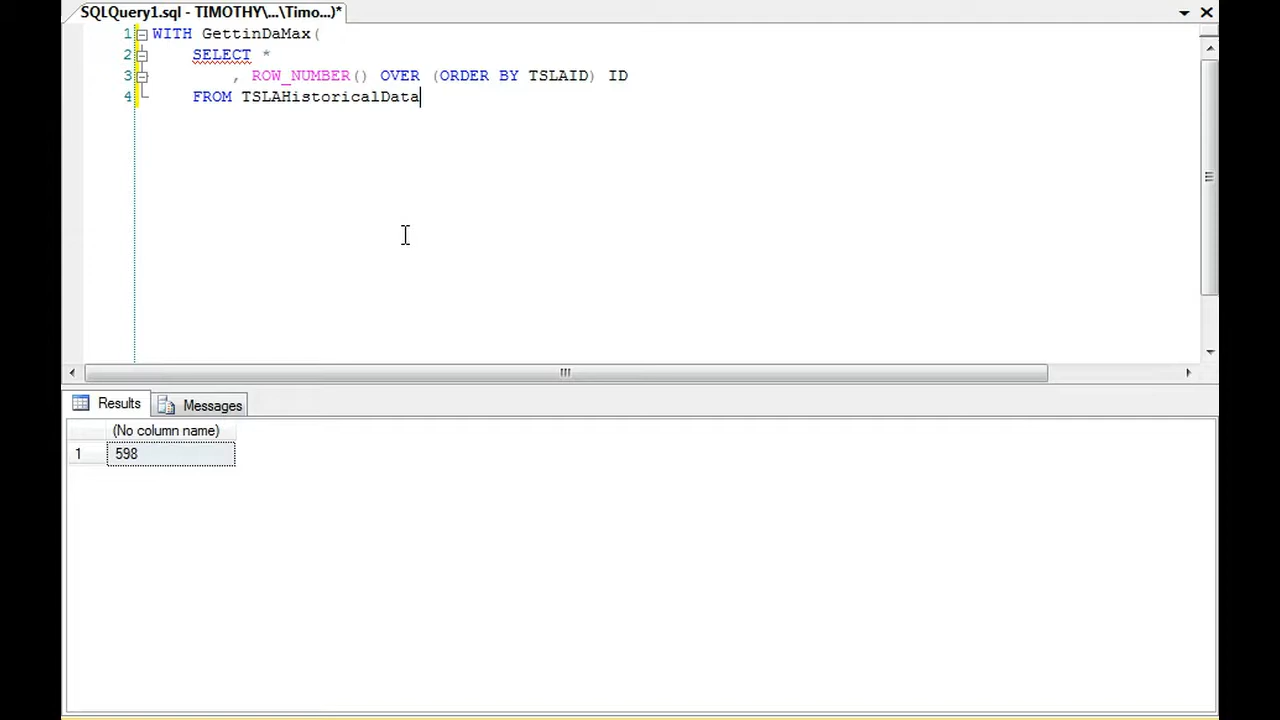 SQLQuery1.sql - TIMOTHY\...\Timo...)*
1 WITH GettinDaMax(
2 SELECT *
3 , ROW_NUMBER() OVER (ORDER BY TSLAID) ID
4 FROM TSLAHistoricalData
Results Messages
(No column name)
1 598